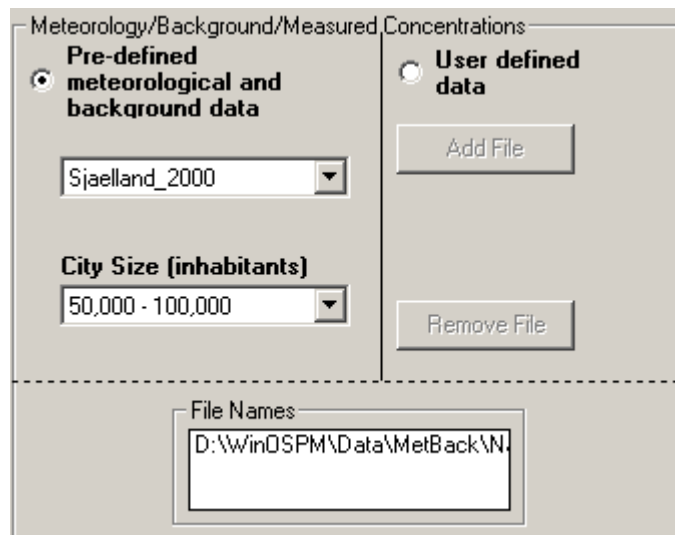 Meteorology/Background/Measured Concentrations
Pre-defined
meteorological and
background data
Sjaelland_2000
City Size (inhabitants)
50,000 - 100,000
User defined
data
Add File
Remove File
File Names
D:\WinOSPM\Data\MetBack\N